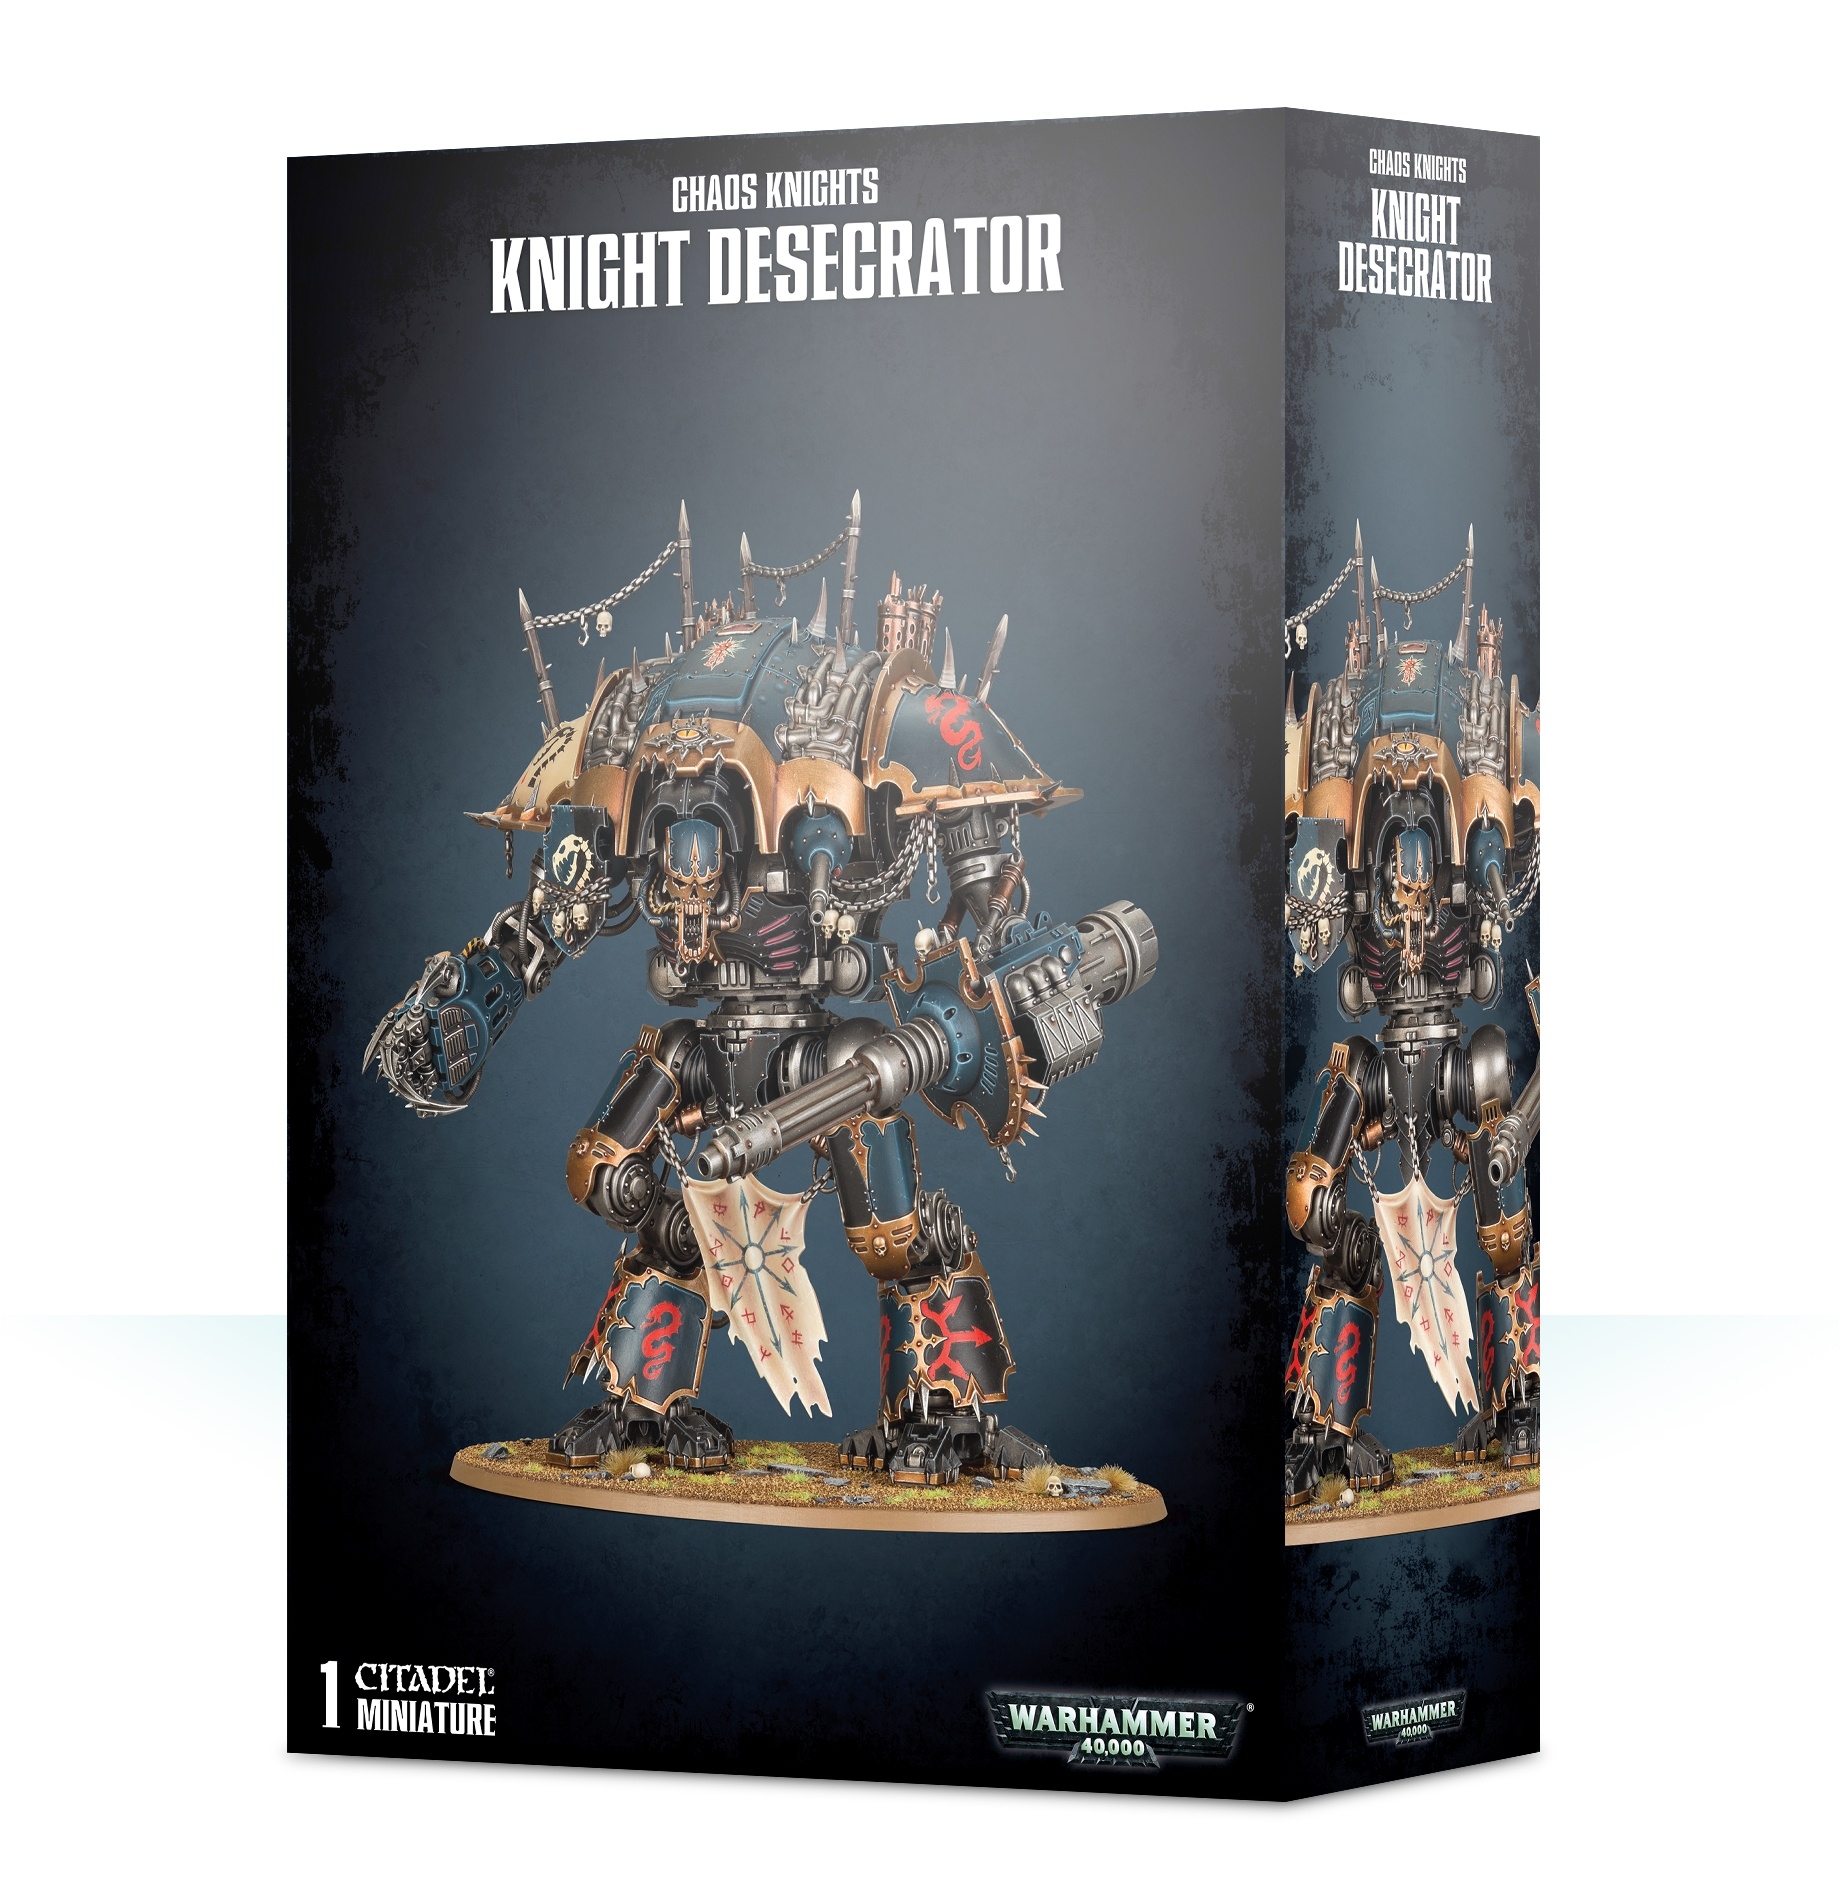 CHAOS KNIGHTS
KNIGHT DESECRATOR
1 CITADEL®
MINIATURE
WARHAMMER®
40,000
CHAOS KNIGHTS
KNIGHT
DESECRATOR
WARHAMMER
40,000